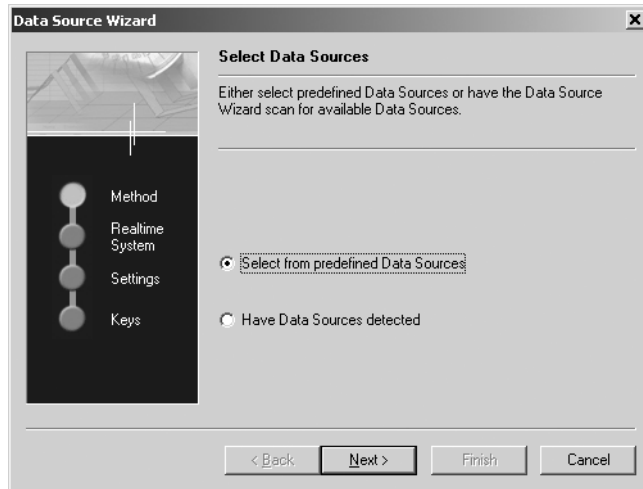 Data Source Wizard
Select Data Sources
Either select predefined Data Sources or have the Data Source
Wizard scan for available Data Sources.
Method
Realtime
System
Settings
Keys
Select from predefined Data Sources
Have Data Sources detected
< Back
Next >
Finish
Cancel